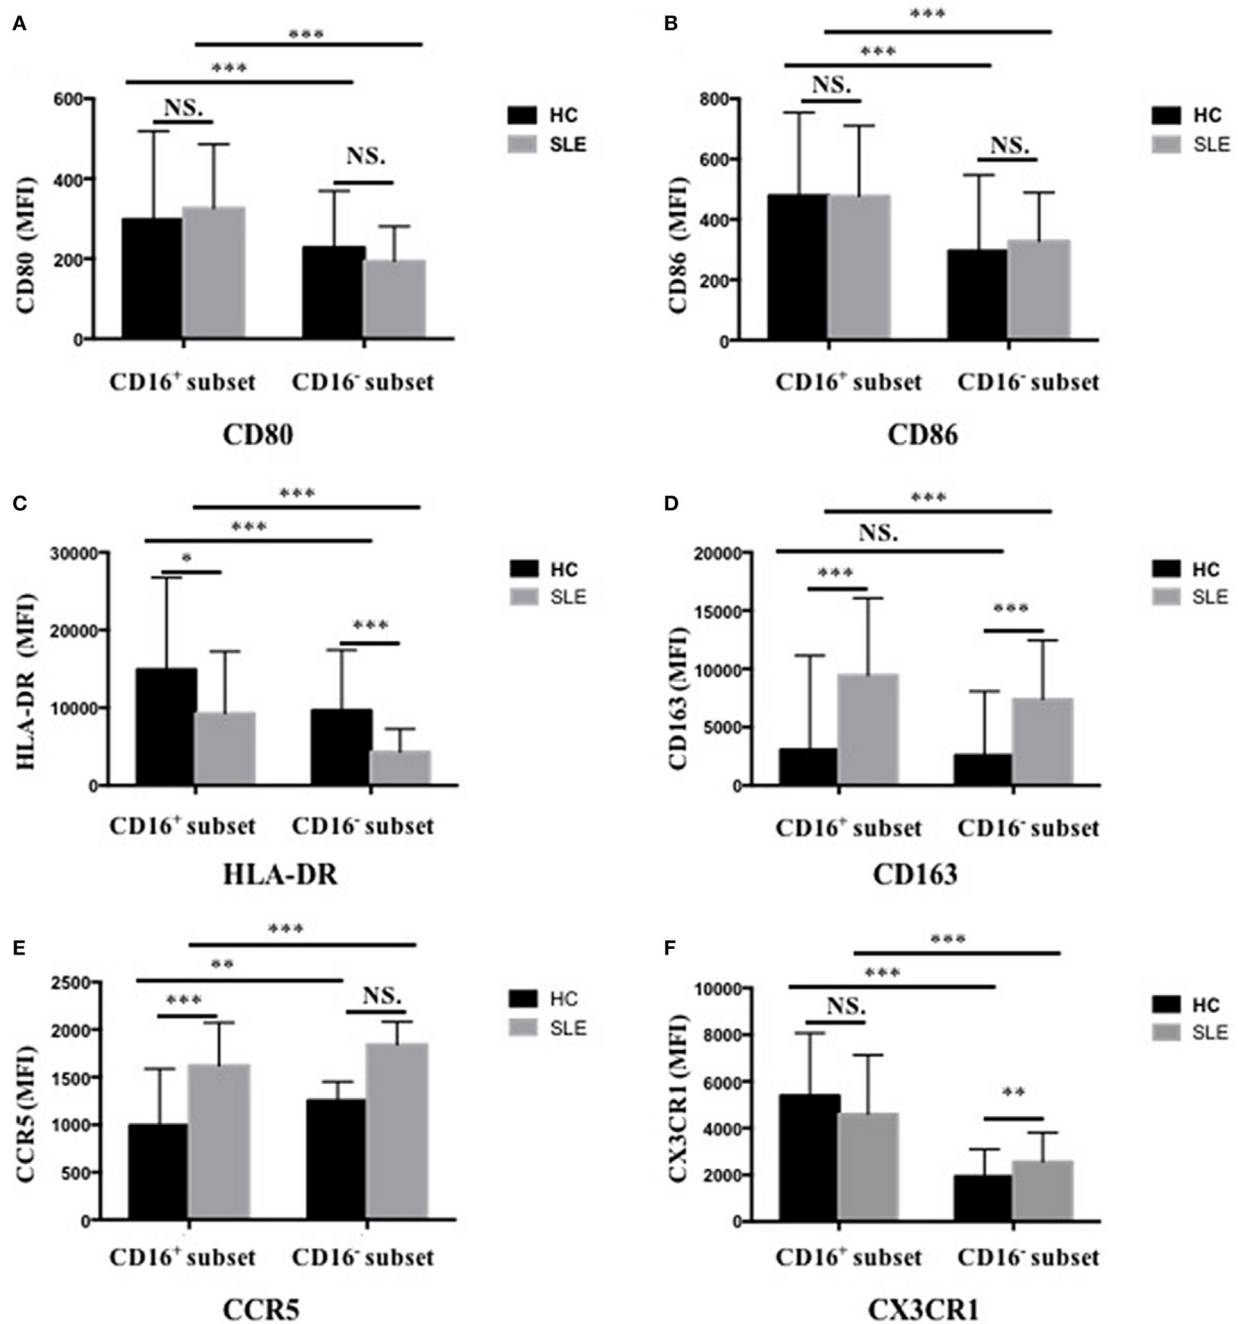 A
***
***
NS.
NS.
600
400
200
0
CD80 (MFI)
HC
SLE
CD16+ subset CD16- subset
CD80
B
***
***
NS.
NS.
800
600
400
200
0
CD86 (MFI)
HC
SLE
CD16+ subset CD16- subset
CD86
C
***
***
*
***
30000
20000
10000
0
HLA-DR (MFI)
HC
SLE
CD16+ subset CD16- subset
HLA-DR
D
***
NS.
***
***
20000
15000
10000
5000
0
CD163 (MFI)
HC
SLE
CD16+ subset CD16- subset
CD163
E
***
**
***
NS.
2500
2000
1500
1000
500
0
CCR5 (MFI)
HC
SLE
CD16+ subset CD16- subset
CCR5
F
***
***
NS.
**
10000
8000
6000
4000
2000
0
CX3CR1 (MFI)
HC
SLE
CD16+ subset CD16- subset
CX3CR1